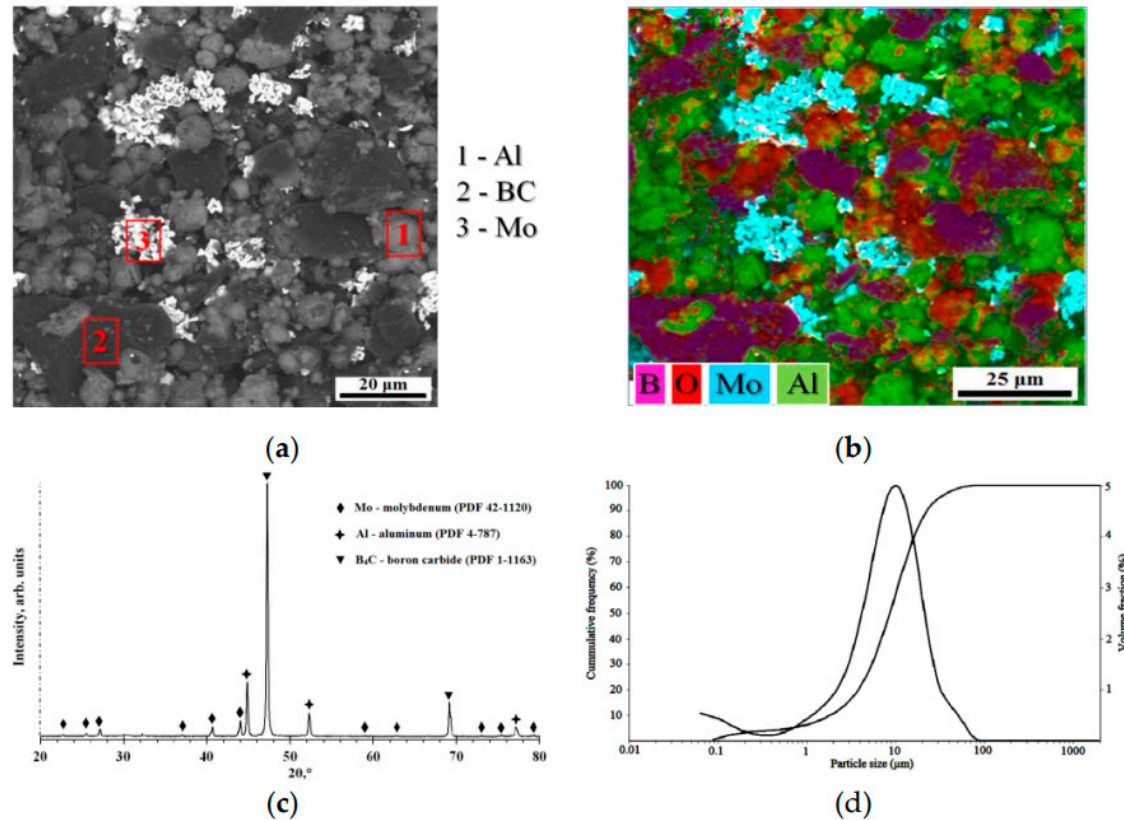 1 - Al
2 - BC
3 - Mo
1
3
2
20 μm
B O Mo Al
25 μm
(a)
(b)
Intensity, arb. units
Mo - molybdenum (PDF 42-1120)
Al - aluminum (PDF 4-787)
B₄C - boron carbide (PDF 1-1163)
20 30 40 50 60 70 80
2θ,°
(c)
Cummulative frequency (%)
100
90
80
70
60
50
40
30
20
10
5
4
3
2
1
Volume fraction (%)
0.01 0.1 1 10 100 1000
Particle size (μm)
(d)